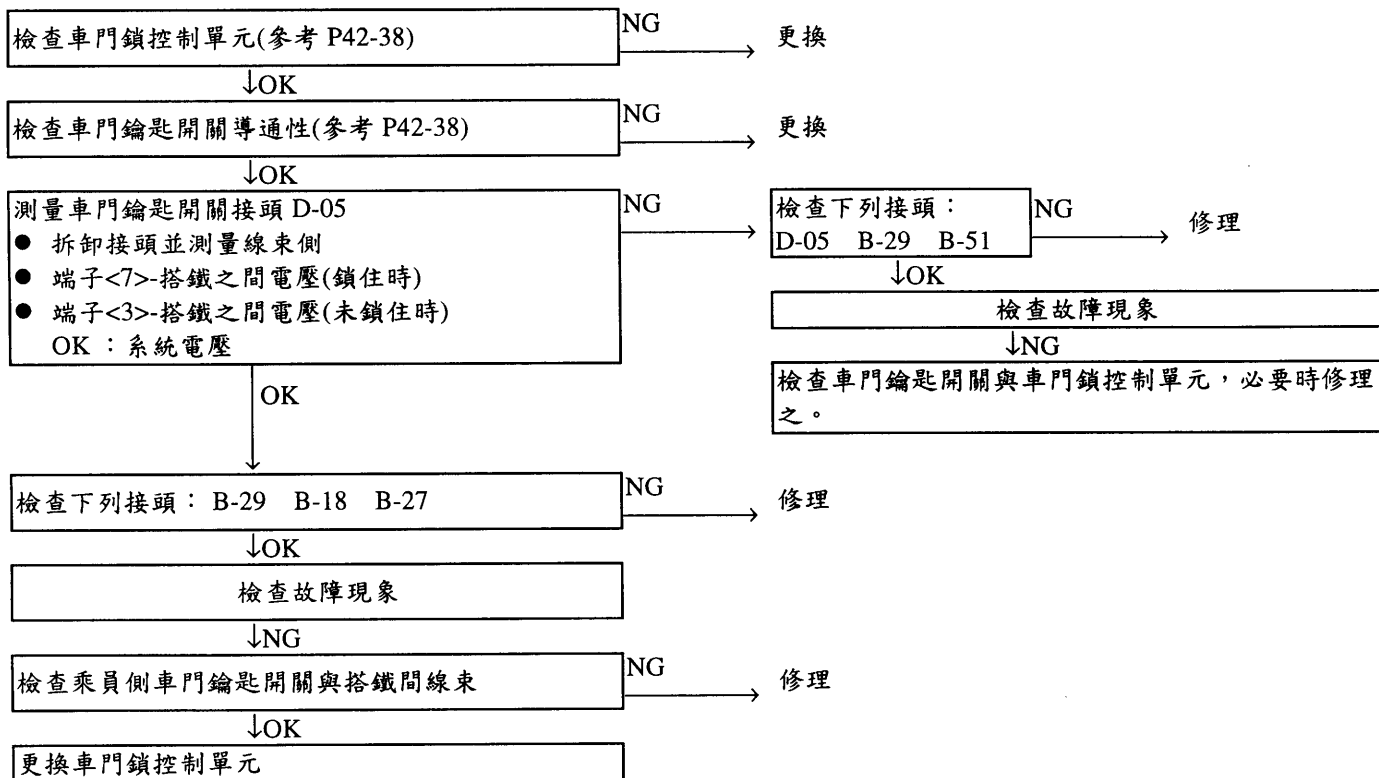 檢查車門鎖控制單元(參考 P42-38)
NG
更換
↓OK
檢查車門鑰匙開關導通性(參考 P42-38)
NG
更換
↓OK
測量車門鑰匙開關接頭 D-05
● 拆卸接頭並測量線束側
● 端子<7>-搭鐵之間電壓(鎖住時)
● 端子<3>-搭鐵之間電壓(未鎖住時)
OK：系統電壓
NG
檢查下列接頭：
D-05 B-29 B-51
NG
修理
↓OK
檢查故障現象
↓NG
檢查車門鑰匙開關與車門鎖控制單元，必要時修理
之。
OK
檢查下列接頭： B-29 B-18 B-27
NG
修理
↓OK
檢查故障現象
↓NG
檢查乘員側車門鑰匙開關與搭鐵間線束
NG
修理
↓OK
更換車門鎖控制單元